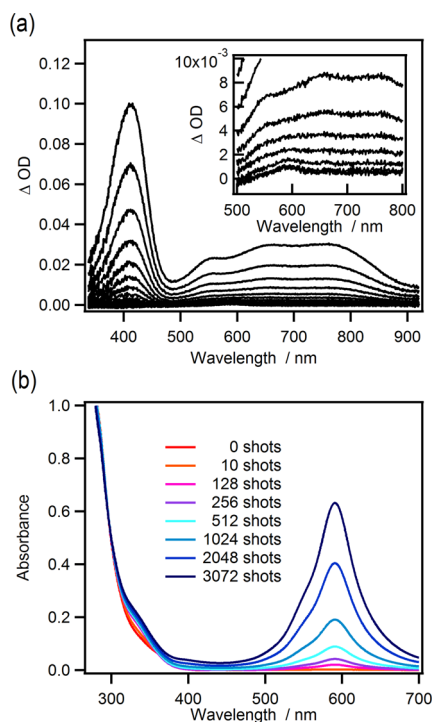 (a)
0.12
0.10
0.08
0.06
0.04
0.02
0.00
Δ OD
400 500 600 700 800 900
Wavelength / nm
10x10⁻³
8
6
4
2
0
Δ OD
500 600 700 800
Wavelength / nm
(b)
1.0
0.8
0.6
0.4
0.2
0.0
Absorbance
0 shots
10 shots
128 shots
256 shots
512 shots
1024 shots
2048 shots
3072 shots
300 400 500 600 700
Wavelength / nm